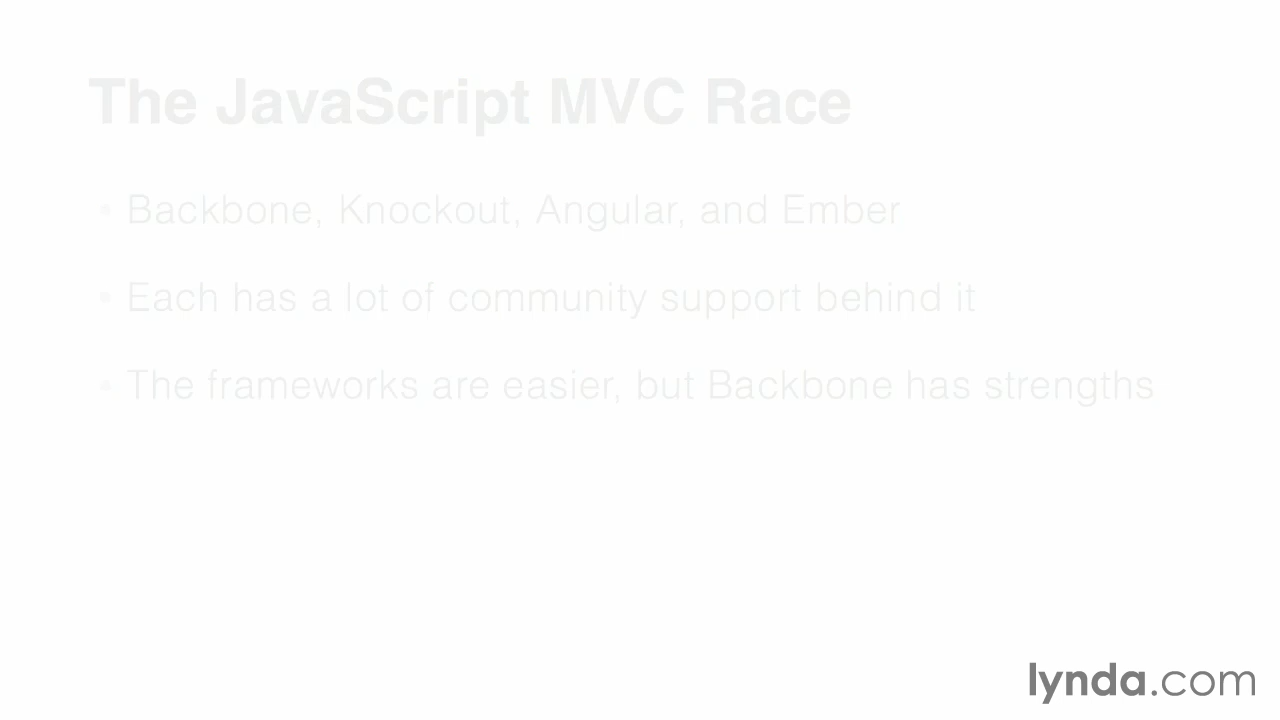 The JavaScript MVC Race
• Backbone, Knockout, Angular, and Ember
• Each has a lot of community support behind it
• The frameworks are easier, but Backbone has strengths
lynda.com